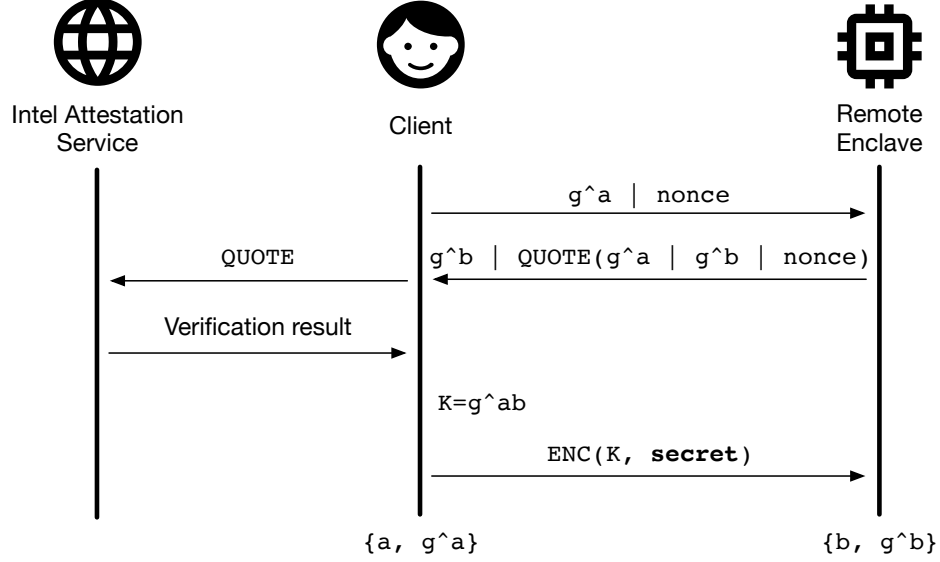 Intel Attestation
Service
Client
Remote
Enclave
g^a | nonce
QUOTE
g^b | QUOTE(g^a | g^b | nonce)
Verification result
K=g^ab
ENC(K, secret)
{a, g^a}
{b, g^b}